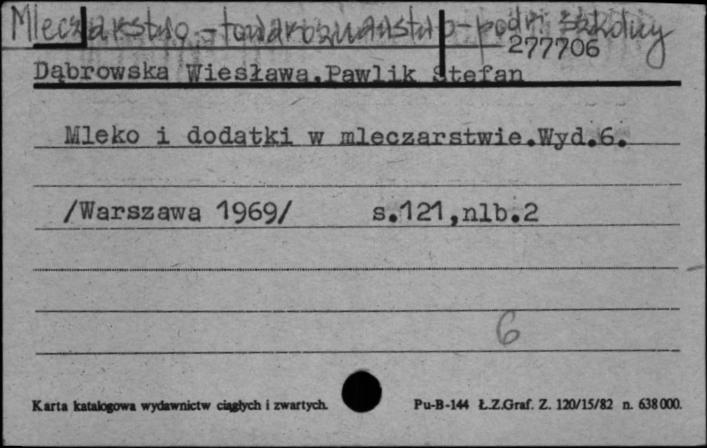 Mleczarstwo - towaroznawstwo - podr. szkolny
277706
Dąbrowska Wiesława.Pawlik Stefan
Mleko i dodatki w mleczarstwie.Wyd.6.
/Warszawa 1969/ s.121,nlb.2
6
Karta katalogowa wydawnictw ciągłych i zwartych. Pu-B-144 Ł.Z.Graf. Z. 120/15/82 n. 638 000.